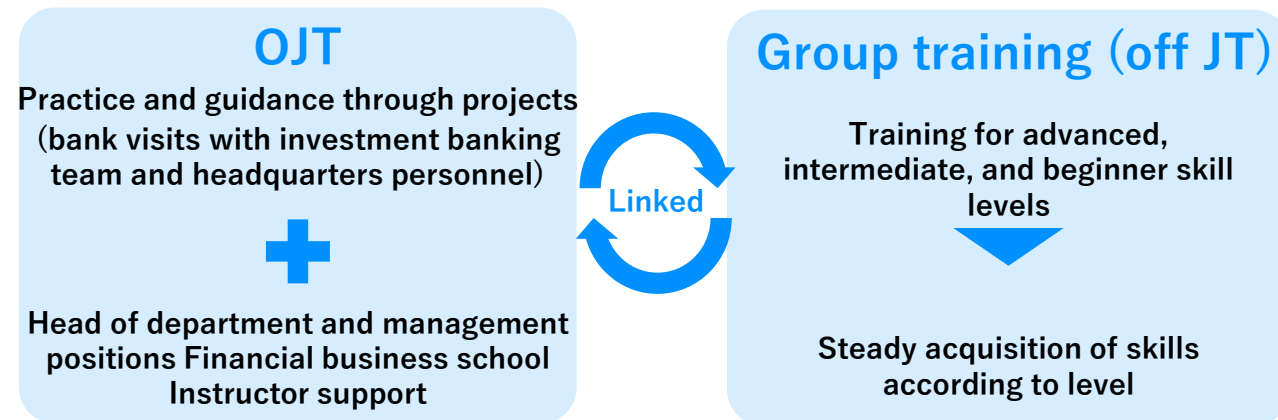 OJT
Practice and guidance through projects
(bank visits with investment banking
team and headquarters personnel)
Head of department and management
positions Financial business school
Instructor support
Linked
Group training (off JT)
Training for advanced,
intermediate, and beginner skill
levels
Steady acquisition of skills
according to level